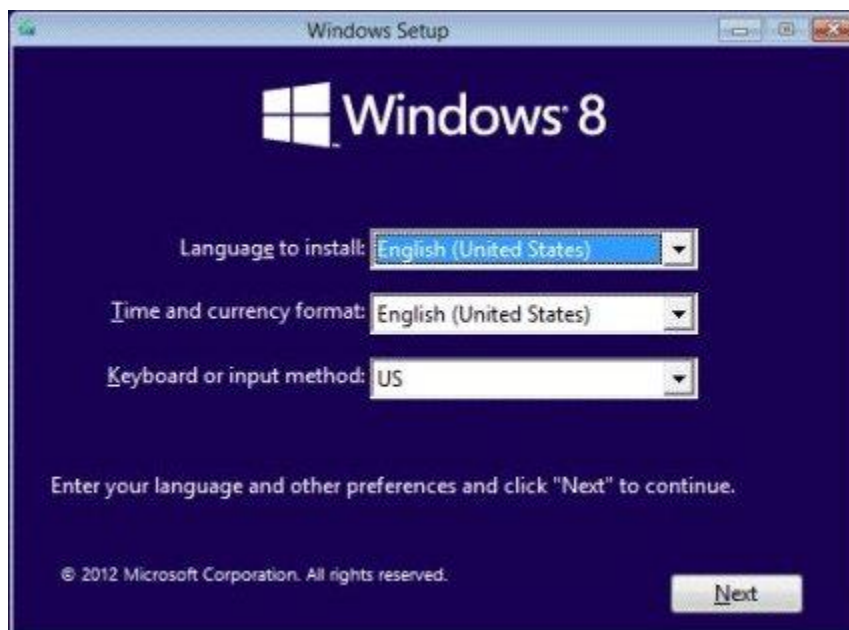 Windows Setup
Windows® 8
Language to install: English (United States)
Time and currency format: English (United States)
Keyboard or input method: US
Enter your language and other preferences and click "Next" to continue.
© 2012 Microsoft Corporation. All rights reserved.
Next